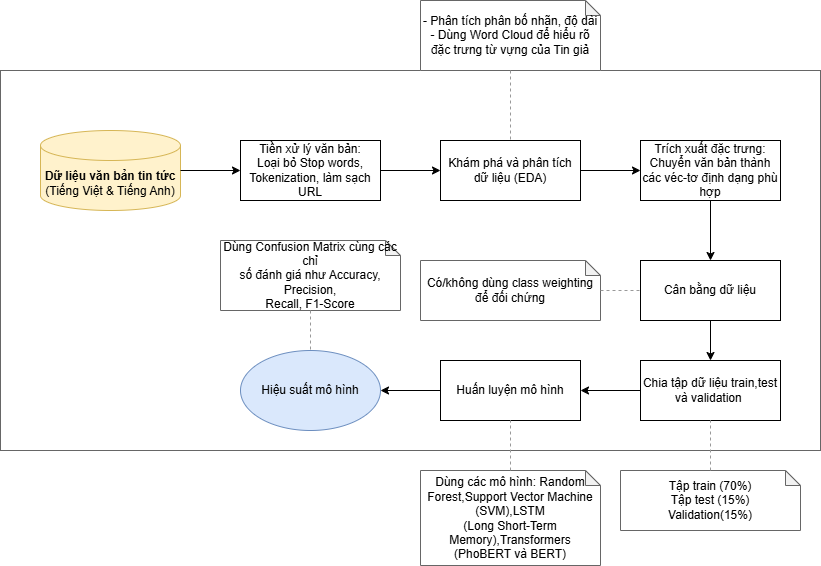 - Phân tích phân bố nhãn, độ dài
- Dùng Word Cloud để hiểu rõ
đặc trưng từ vựng của Tin giả
Dữ liệu văn bản tin tức
(Tiếng Việt & Tiếng Anh)
Tiền xử lý văn bản:
Loại bỏ Stop words,
Tokenization, làm sạch
URL
Khám phá và phân tích
dữ liệu (EDA)
Trích xuất đặc trưng:
Chuyển văn bản thành
các véc-tơ định dạng phù
hợp
Dùng Confusion Matrix cùng các
chỉ
số đánh giá như Accuracy,
Precision,
Recall, F1-Score
Có/không dùng class weighting
để đối chứng
Cân bằng dữ liệu
Hiệu suất mô hình
Huấn luyện mô hình
Chia tập dữ liệu train,test
và validation
Dùng các mô hình: Random
Forest,Support Vector Machine
(SVM),LSTM
(Long Short-Term
Memory),Transformers
(PhoBERT và BERT)
Tập train (70%)
Tập test (15%)
Validation(15%)